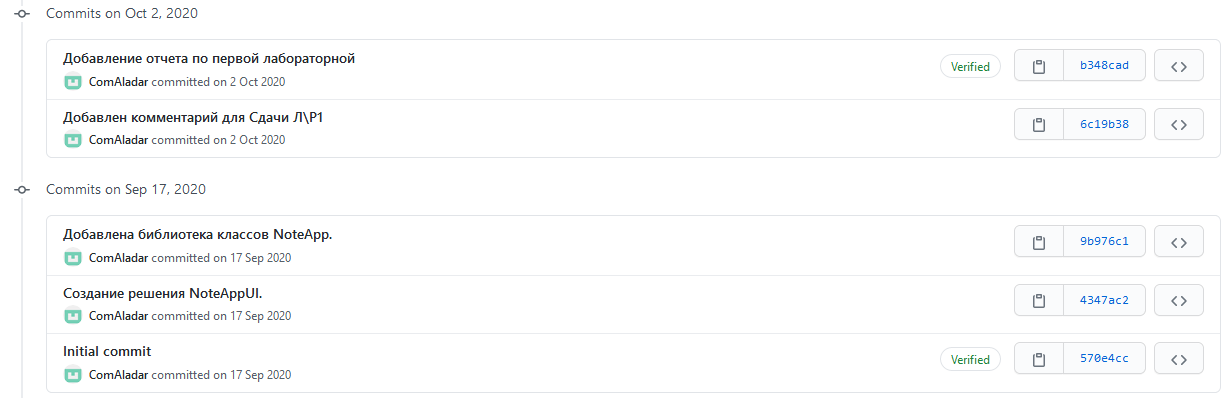 Commits on Oct 2, 2020
Добавление отчета по первой лабораторной
ComAladar committed on 2 Oct 2020
Verified
b348cad
Добавлен комментарий для Сдачи Л\Р1
ComAladar committed on 2 Oct 2020
6c19b38
Commits on Sep 17, 2020
Добавлена библиотека классов NoteApp.
ComAladar committed on 17 Sep 2020
9b976c1
Создание решения NoteAppUI.
ComAladar committed on 17 Sep 2020
4347ac2
Initial commit
ComAladar committed on 17 Sep 2020
Verified
570e4cc